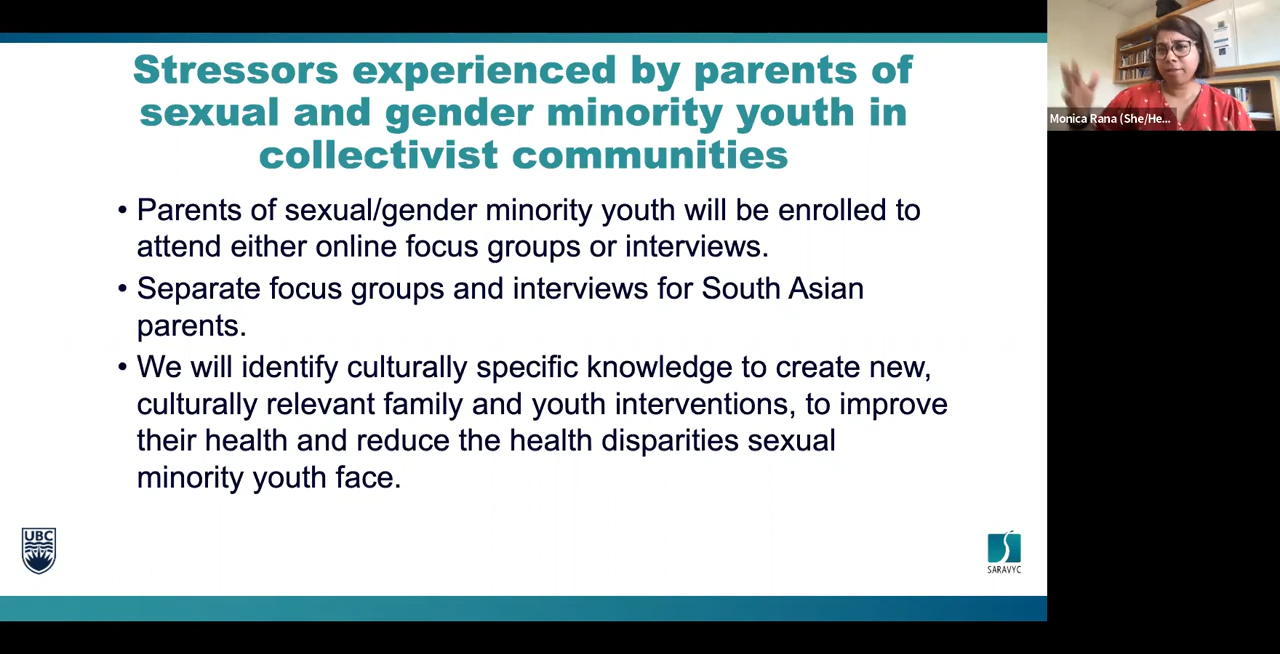 Stressors experienced by parents of
sexual and gender minority youth in
collectivist communities
• Parents of sexual/gender minority youth will be enrolled to
attend either online focus groups or interviews.
• Separate focus groups and interviews for South Asian
parents.
• We will identify culturally specific knowledge to create new,
culturally relevant family and youth interventions, to improve
their health and reduce the health disparities sexual
minority youth face.
UBC
SARAVYC
Monica Rana (She/He...